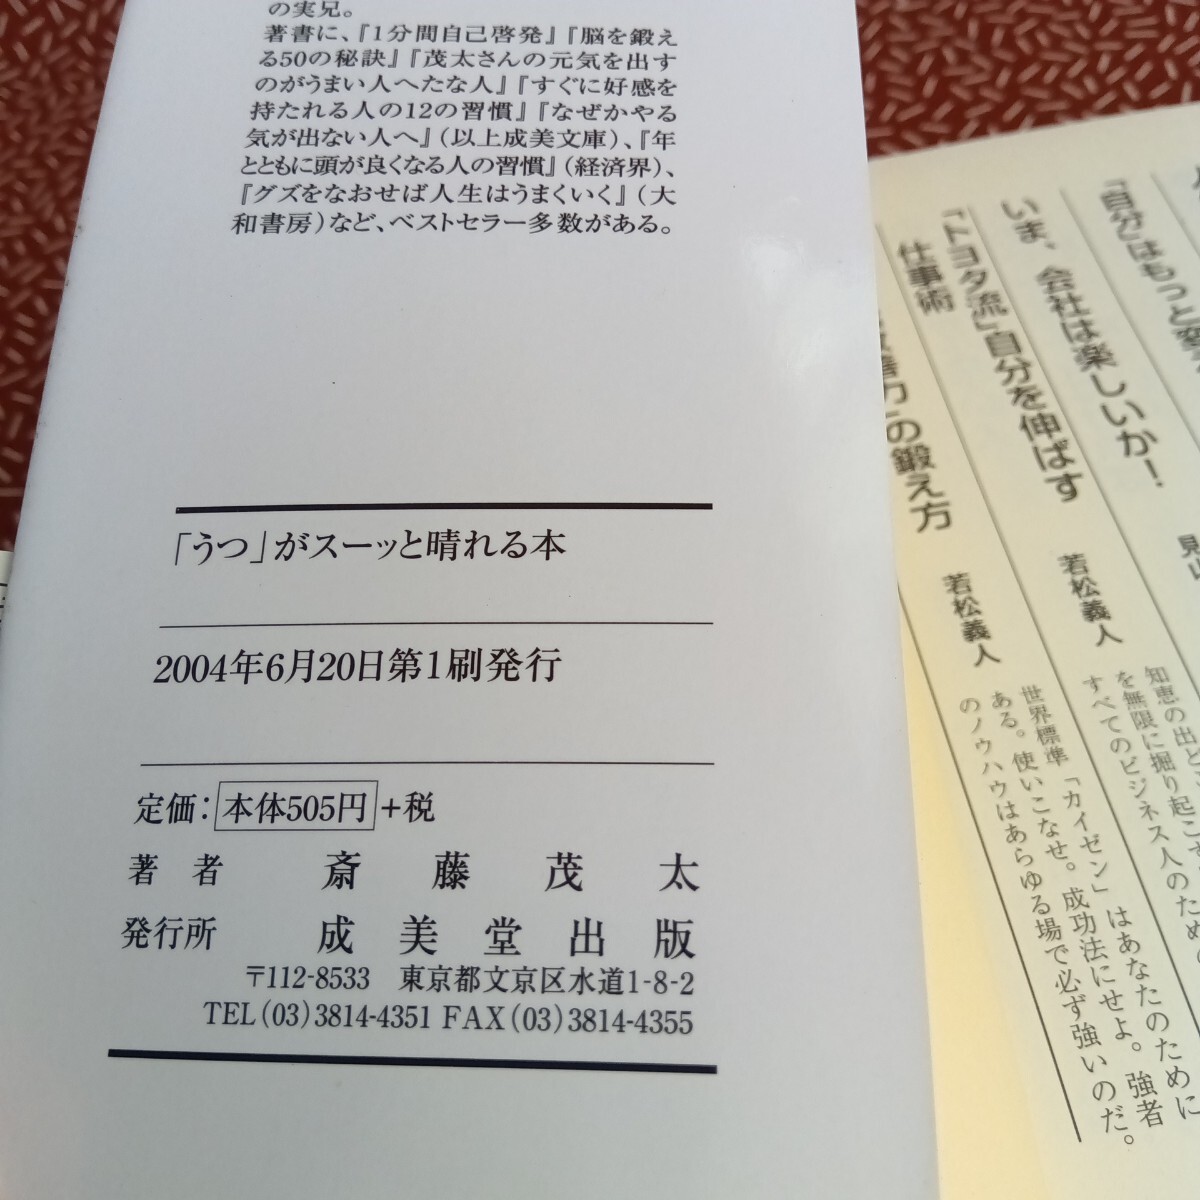 の実兄。
著書に、『1分間自己啓発』『脳を鍛え
る50の秘訣』『茂太さんの元気を出す
のがうまい人へたな人』『すぐに好感を
持たれる人の12の習慣』『なぜかやる
気が出ない人へ』(以上成美文庫)、『年
とともに頭が良くなる人の習慣』(経済界)、
『グズをなおせば人生はうまくいく』(大
和書房)など、ベストセラー多数がある。
「うつ」がスーッと晴れる本
2004年6月20日第1刷発行
定価:本体505円+税
著者 斎藤茂太
発行所 成美堂出版
〒112-8533 東京都文京区水道1-8-2
TEL(03)3814-4351 FAX(03)3814-4355
「自分」はもっと
いま、会社は楽しいか!
若松義人
知恵の出
を無限に掘り起こす
すべてのビジネス人のため
「トヨタ流」自分を伸ばす
仕事術
若松義人
世界標準「カイゼン」はあなたのために
ある。使いこなせ。成功法にせよ。強者
のノウハウはあらゆる場で必ず強いのだ。
の鍛え方